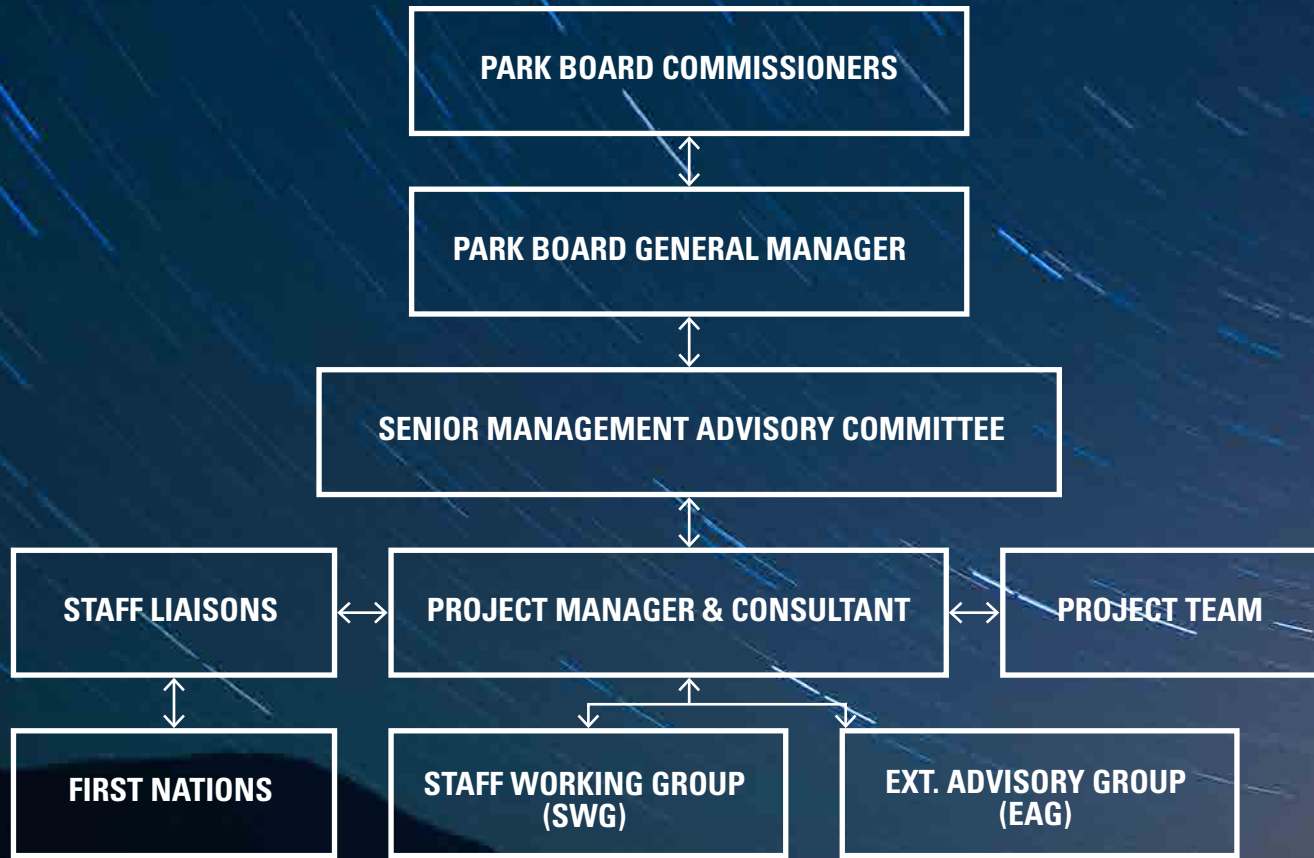 PARK BOARD COMMISSIONERS
PARK BOARD GENERAL MANAGER
SENIOR MANAGEMENT ADVISORY COMMITTEE
STAFF LIAISONS
PROJECT MANAGER & CONSULTANT
PROJECT TEAM
FIRST NATIONS
STAFF WORKING GROUP
(SWG)
EXT. ADVISORY GROUP
(EAG)